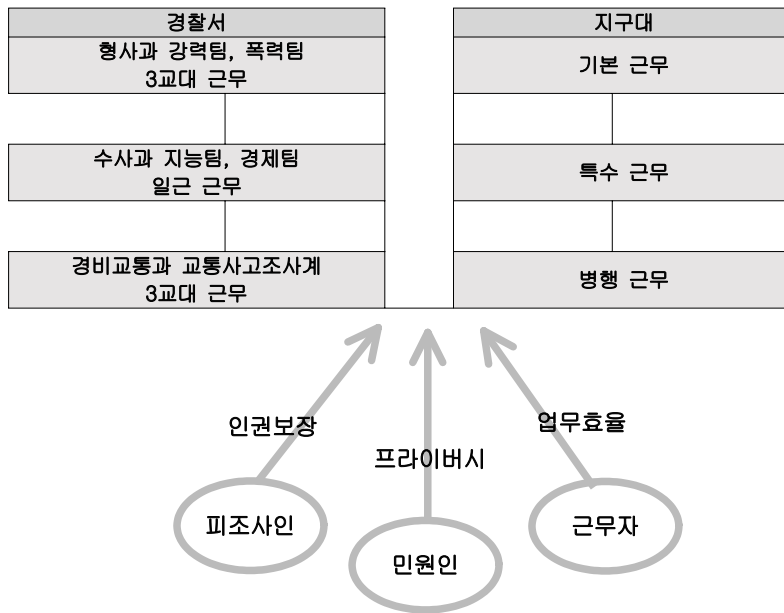 경찰서
형사과 강력팀, 폭력팀
3교대 근무
수사과 지능팀, 경제팀
일근 근무
경비교통과 교통사고조사계
3교대 근무
지구대
기본 근무
특수 근무
병행 근무
인권보장
프라이버시
업무효율
피조사인
민원인
근무자